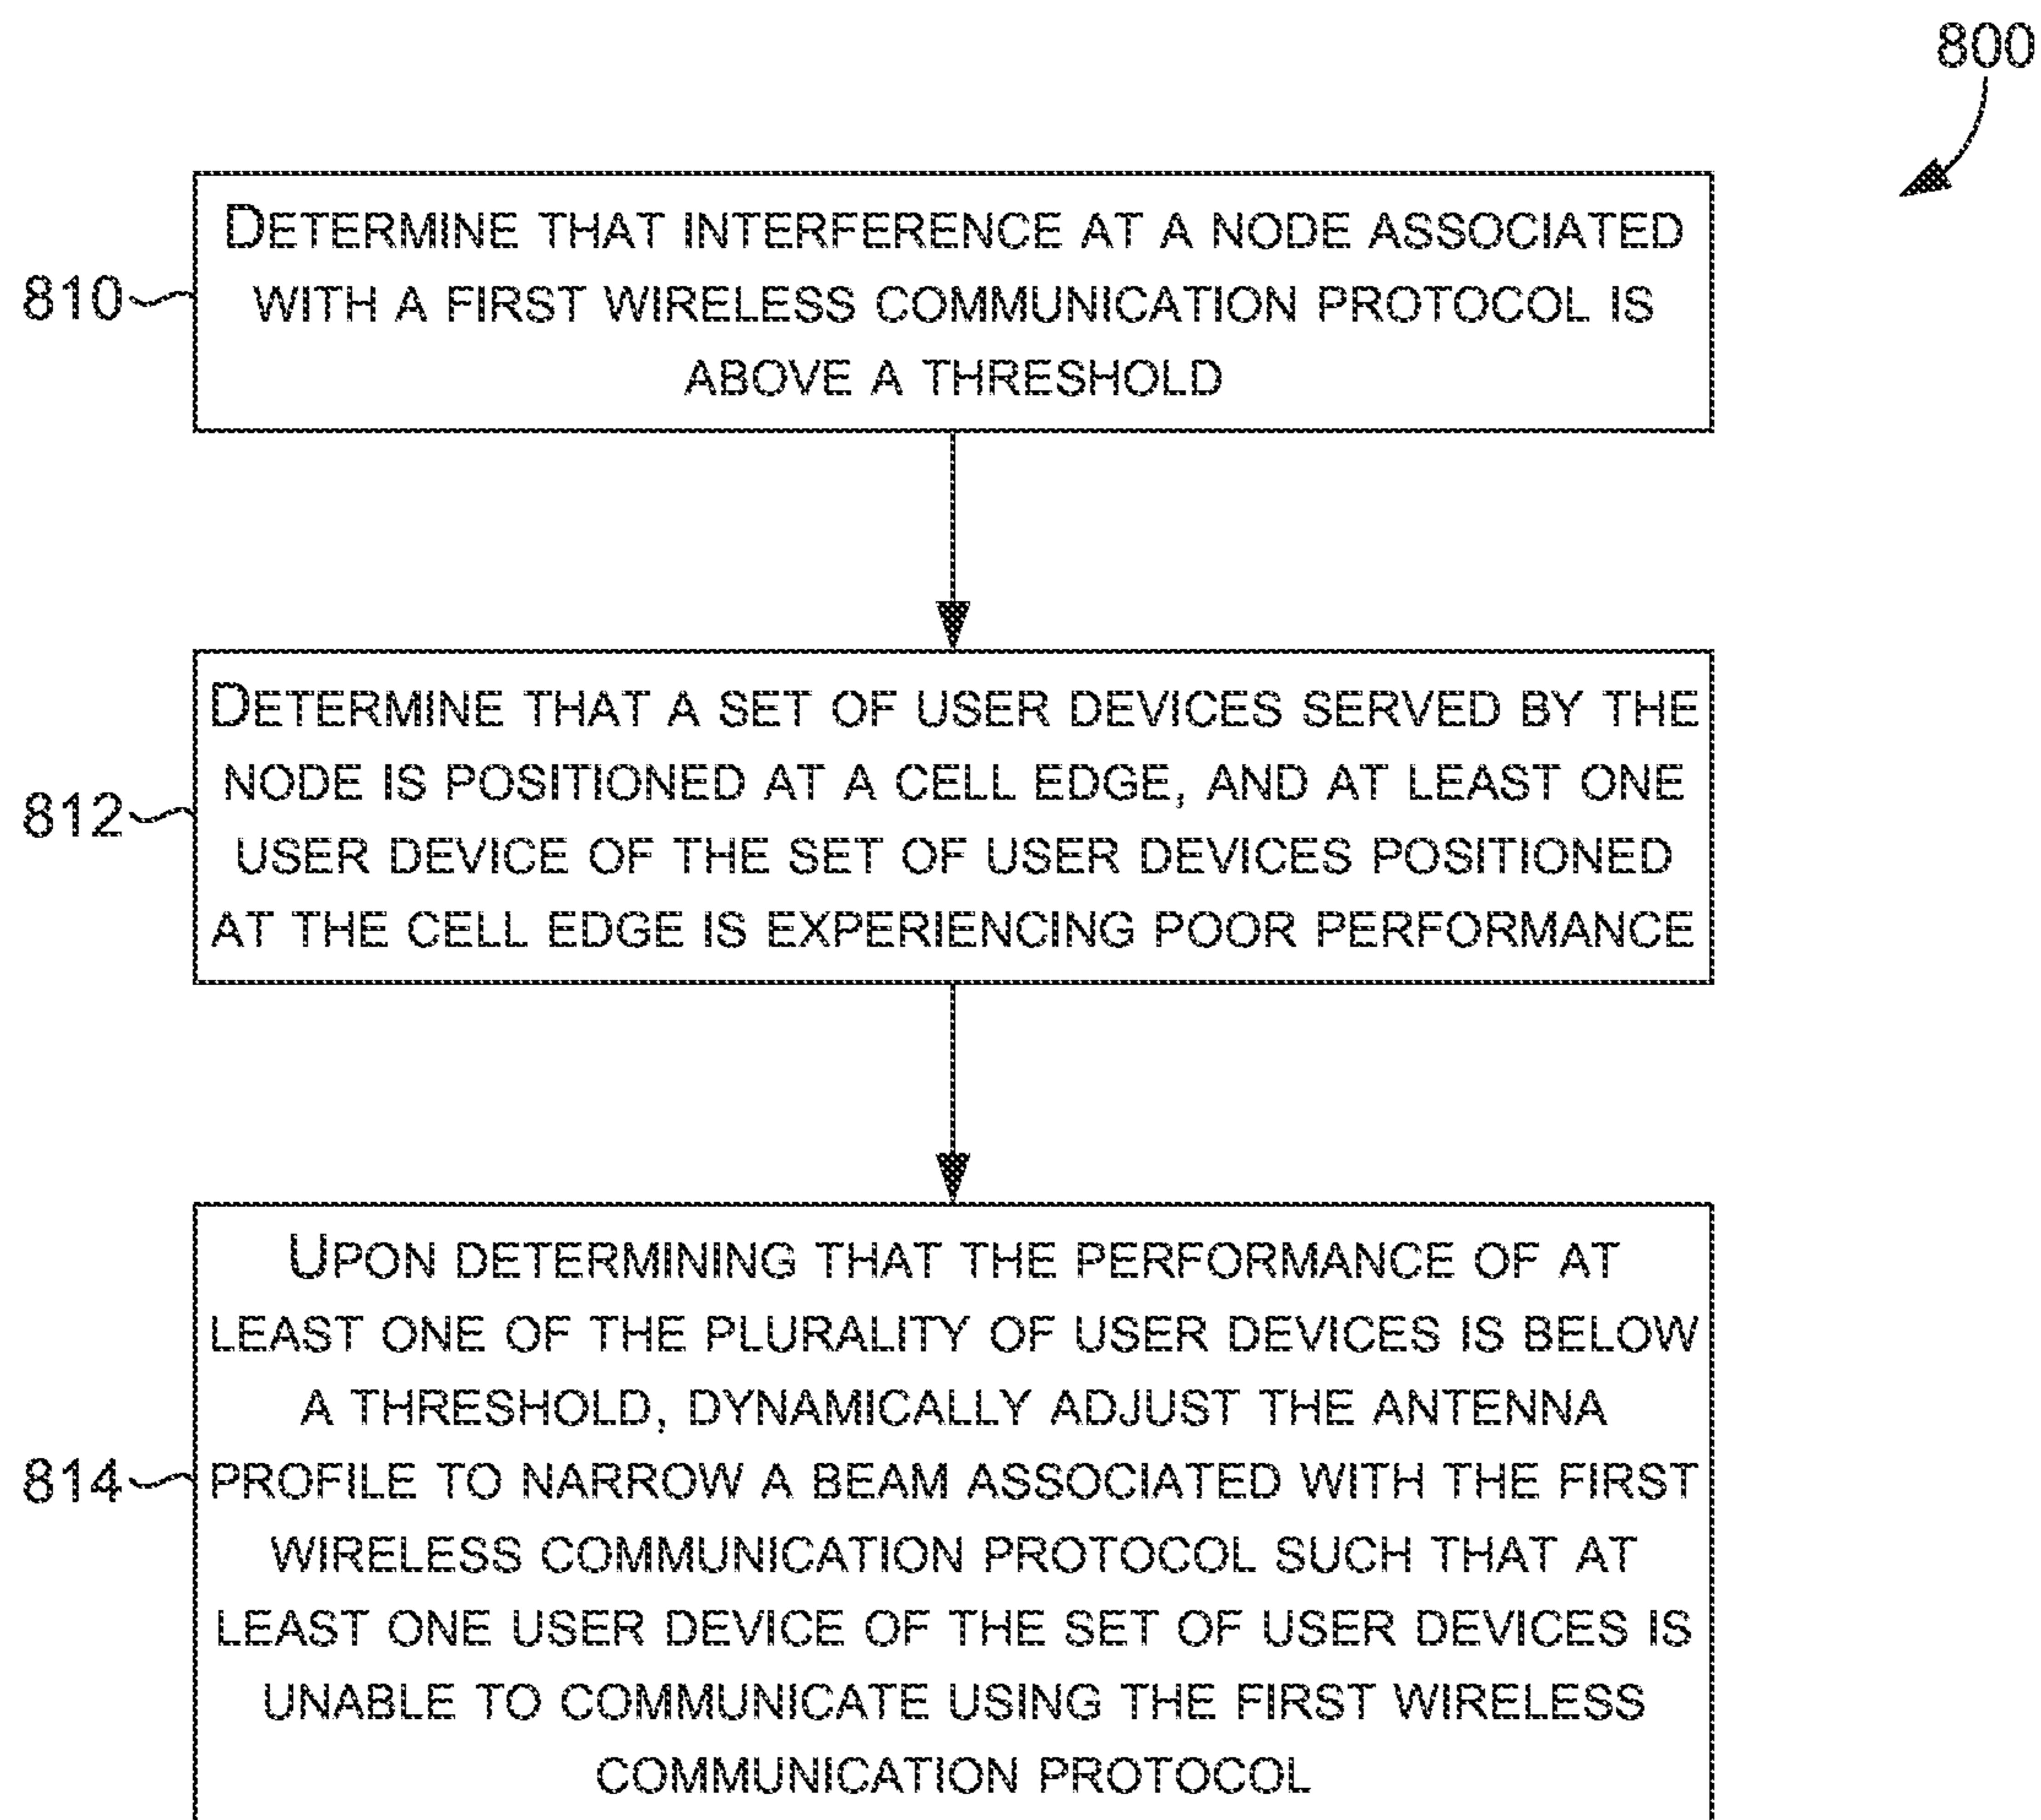 800
810
DETERMINE THAT INTERFERENCE AT A NODE ASSOCIATED
WITH A FIRST WIRELESS COMMUNICATION PROTOCOL IS
ABOVE A THRESHOLD
812
DETERMINE THAT A SET OF USER DEVICES SERVED BY THE
NODE IS POSITIONED AT A CELL EDGE, AND AT LEAST ONE
USER DEVICE OF THE SET OF USER DEVICES POSITIONED
AT THE CELL EDGE IS EXPERIENCING POOR PERFORMANCE
814
UPON DETERMINING THAT THE PERFORMANCE OF AT
LEAST ONE OF THE PLURALITY OF USER DEVICES IS BELOW
A THRESHOLD, DYNAMICALLY ADJUST THE ANTENNA
PROFILE TO NARROW A BEAM ASSOCIATED WITH THE FIRST
WIRELESS COMMUNICATION PROTOCOL SUCH THAT AT
LEAST ONE USER DEVICE OF THE SET OF USER DEVICES IS
UNABLE TO COMMUNICATE USING THE FIRST WIRELESS
COMMUNICATION PROTOCOL